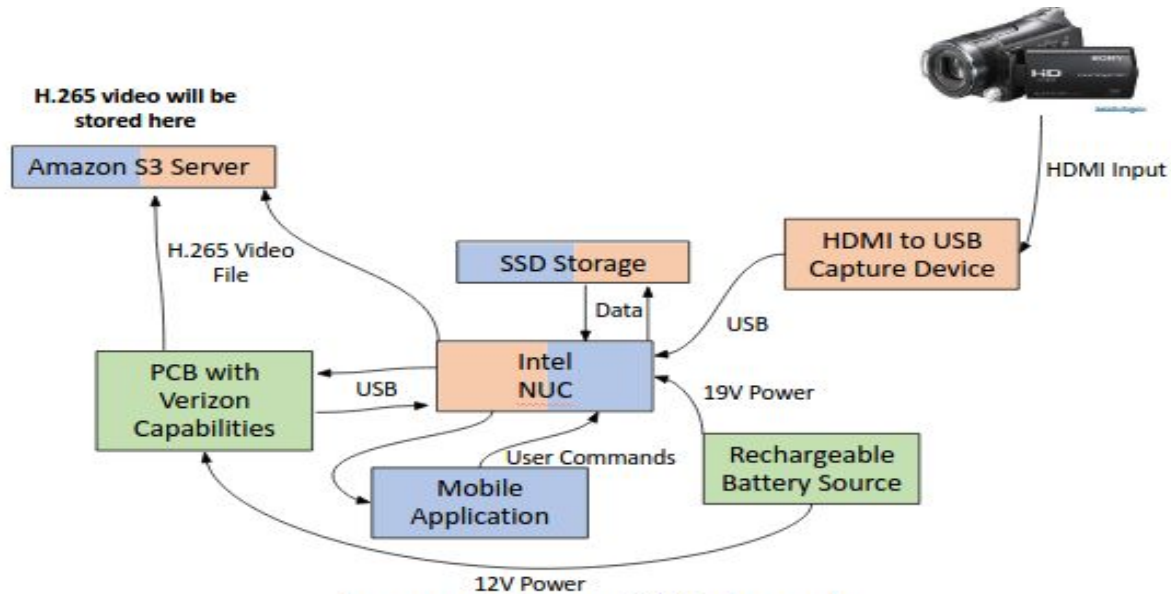 H.265 video will be
stored here
Amazon S3 Server
SONY
HD
HDMI Input
H.265 Video
File
SSD Storage
HDMI to USB
Capture Device
Data
USB
Intel
NUC
PCB with
Verizon
Capabilities
USB
19V Power
User Commands
Rechargeable
Battery Source
Mobile
Application
12V Power